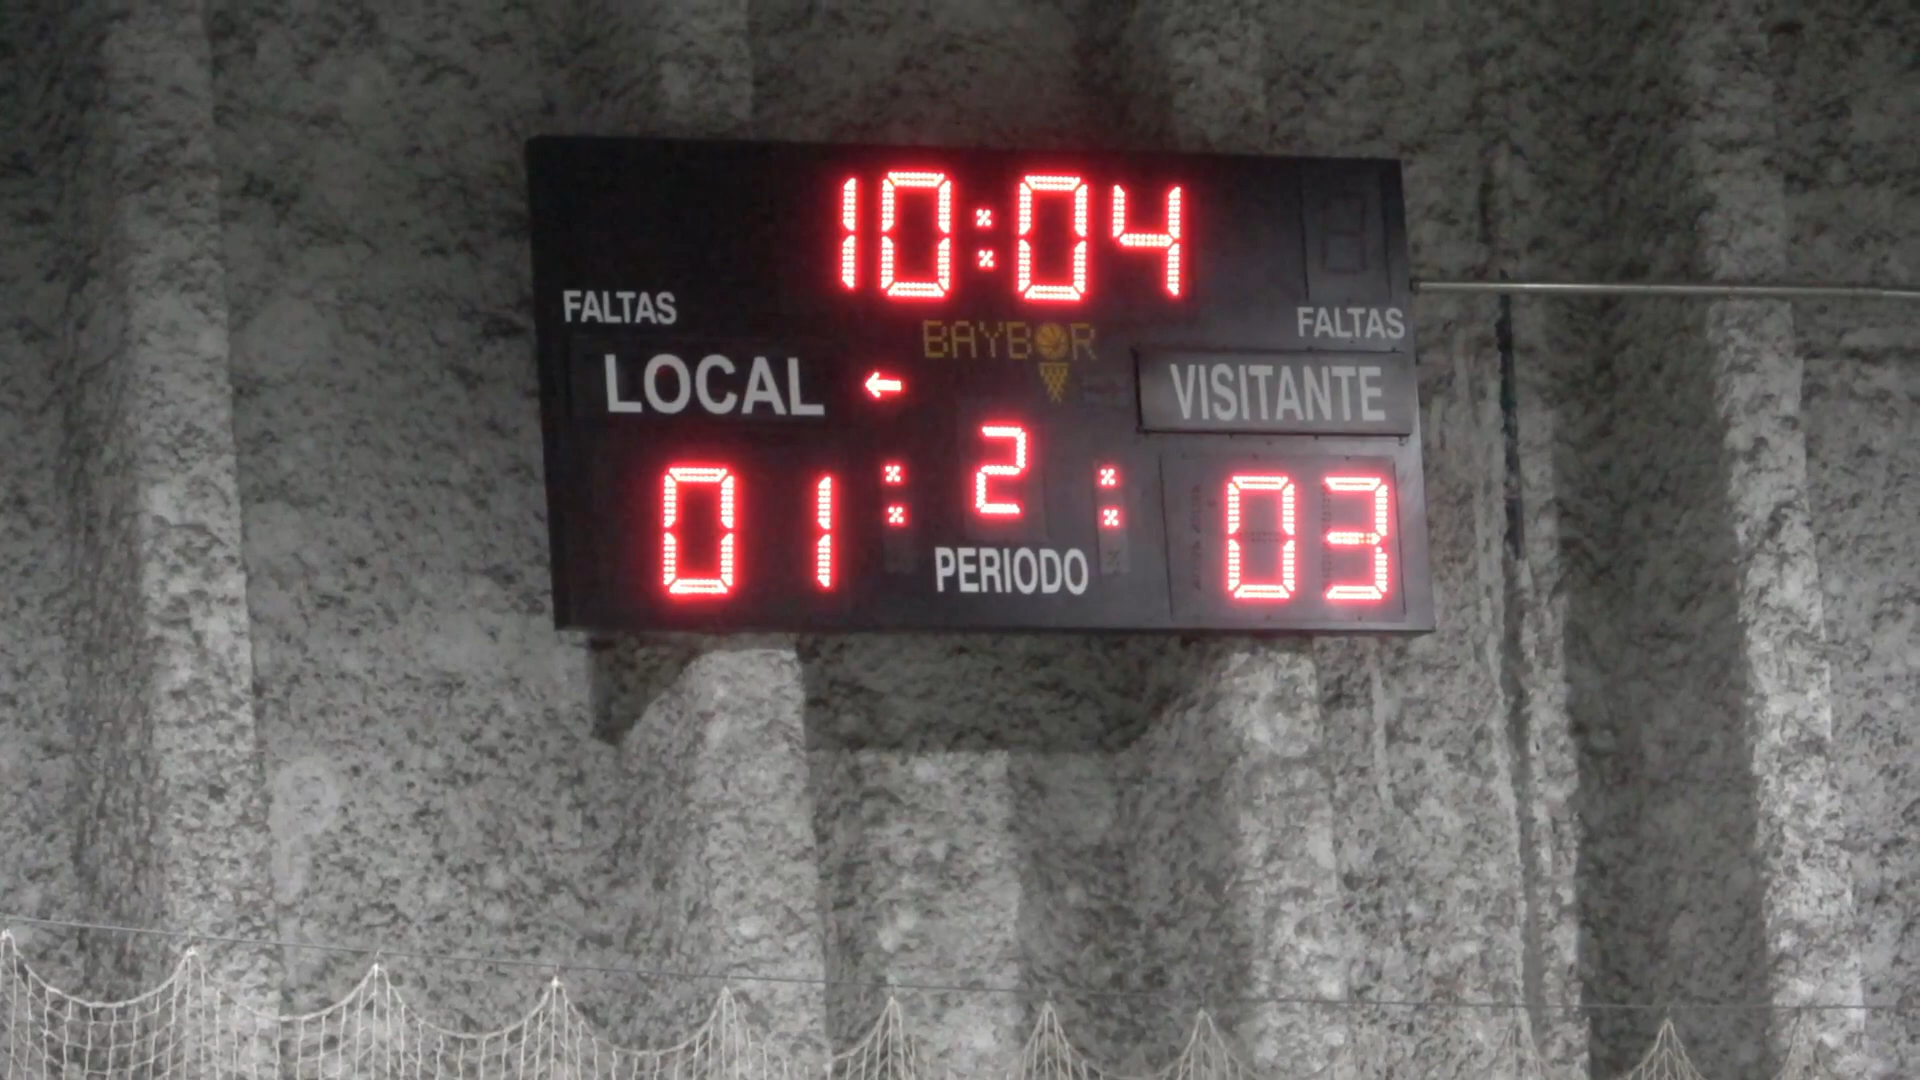 10:04
FALTAS
FALTAS
BAYBOR
LOCAL ← VISITANTE
01 : 2 : 03
PERIODO